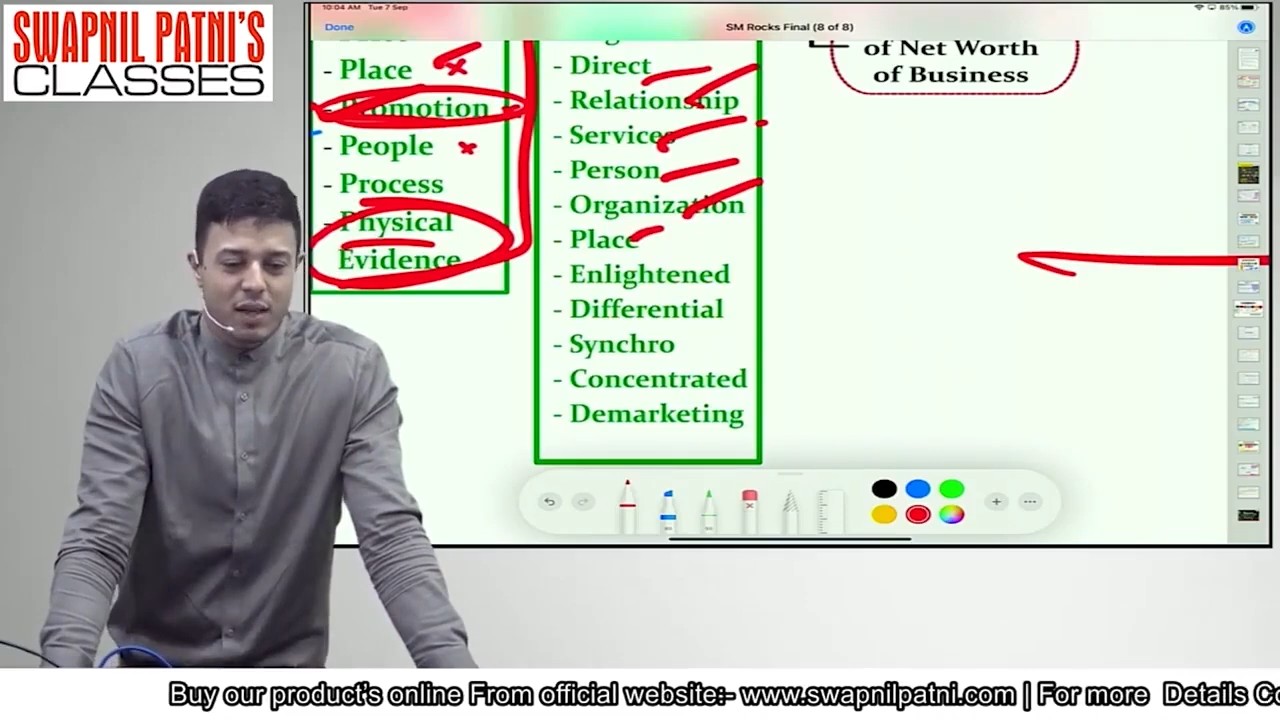 SWAPNIL PATNI'S
CLASSES
10:04 AM Tue 7 Sep
85%
Done
SM Rocks Final (8 of 8)
- Place
- Promotion
- People
- Process
- Physical
Evidence
- Direct
- Relationship
- Services
- Person
- Organization
- Place
- Enlightened
- Differential
- Synchro
- Concentrated
- Demarketing
of Net Worth
of Business
Buy our product's online From official website:- www.swapnilpatni.com | For more Details Co